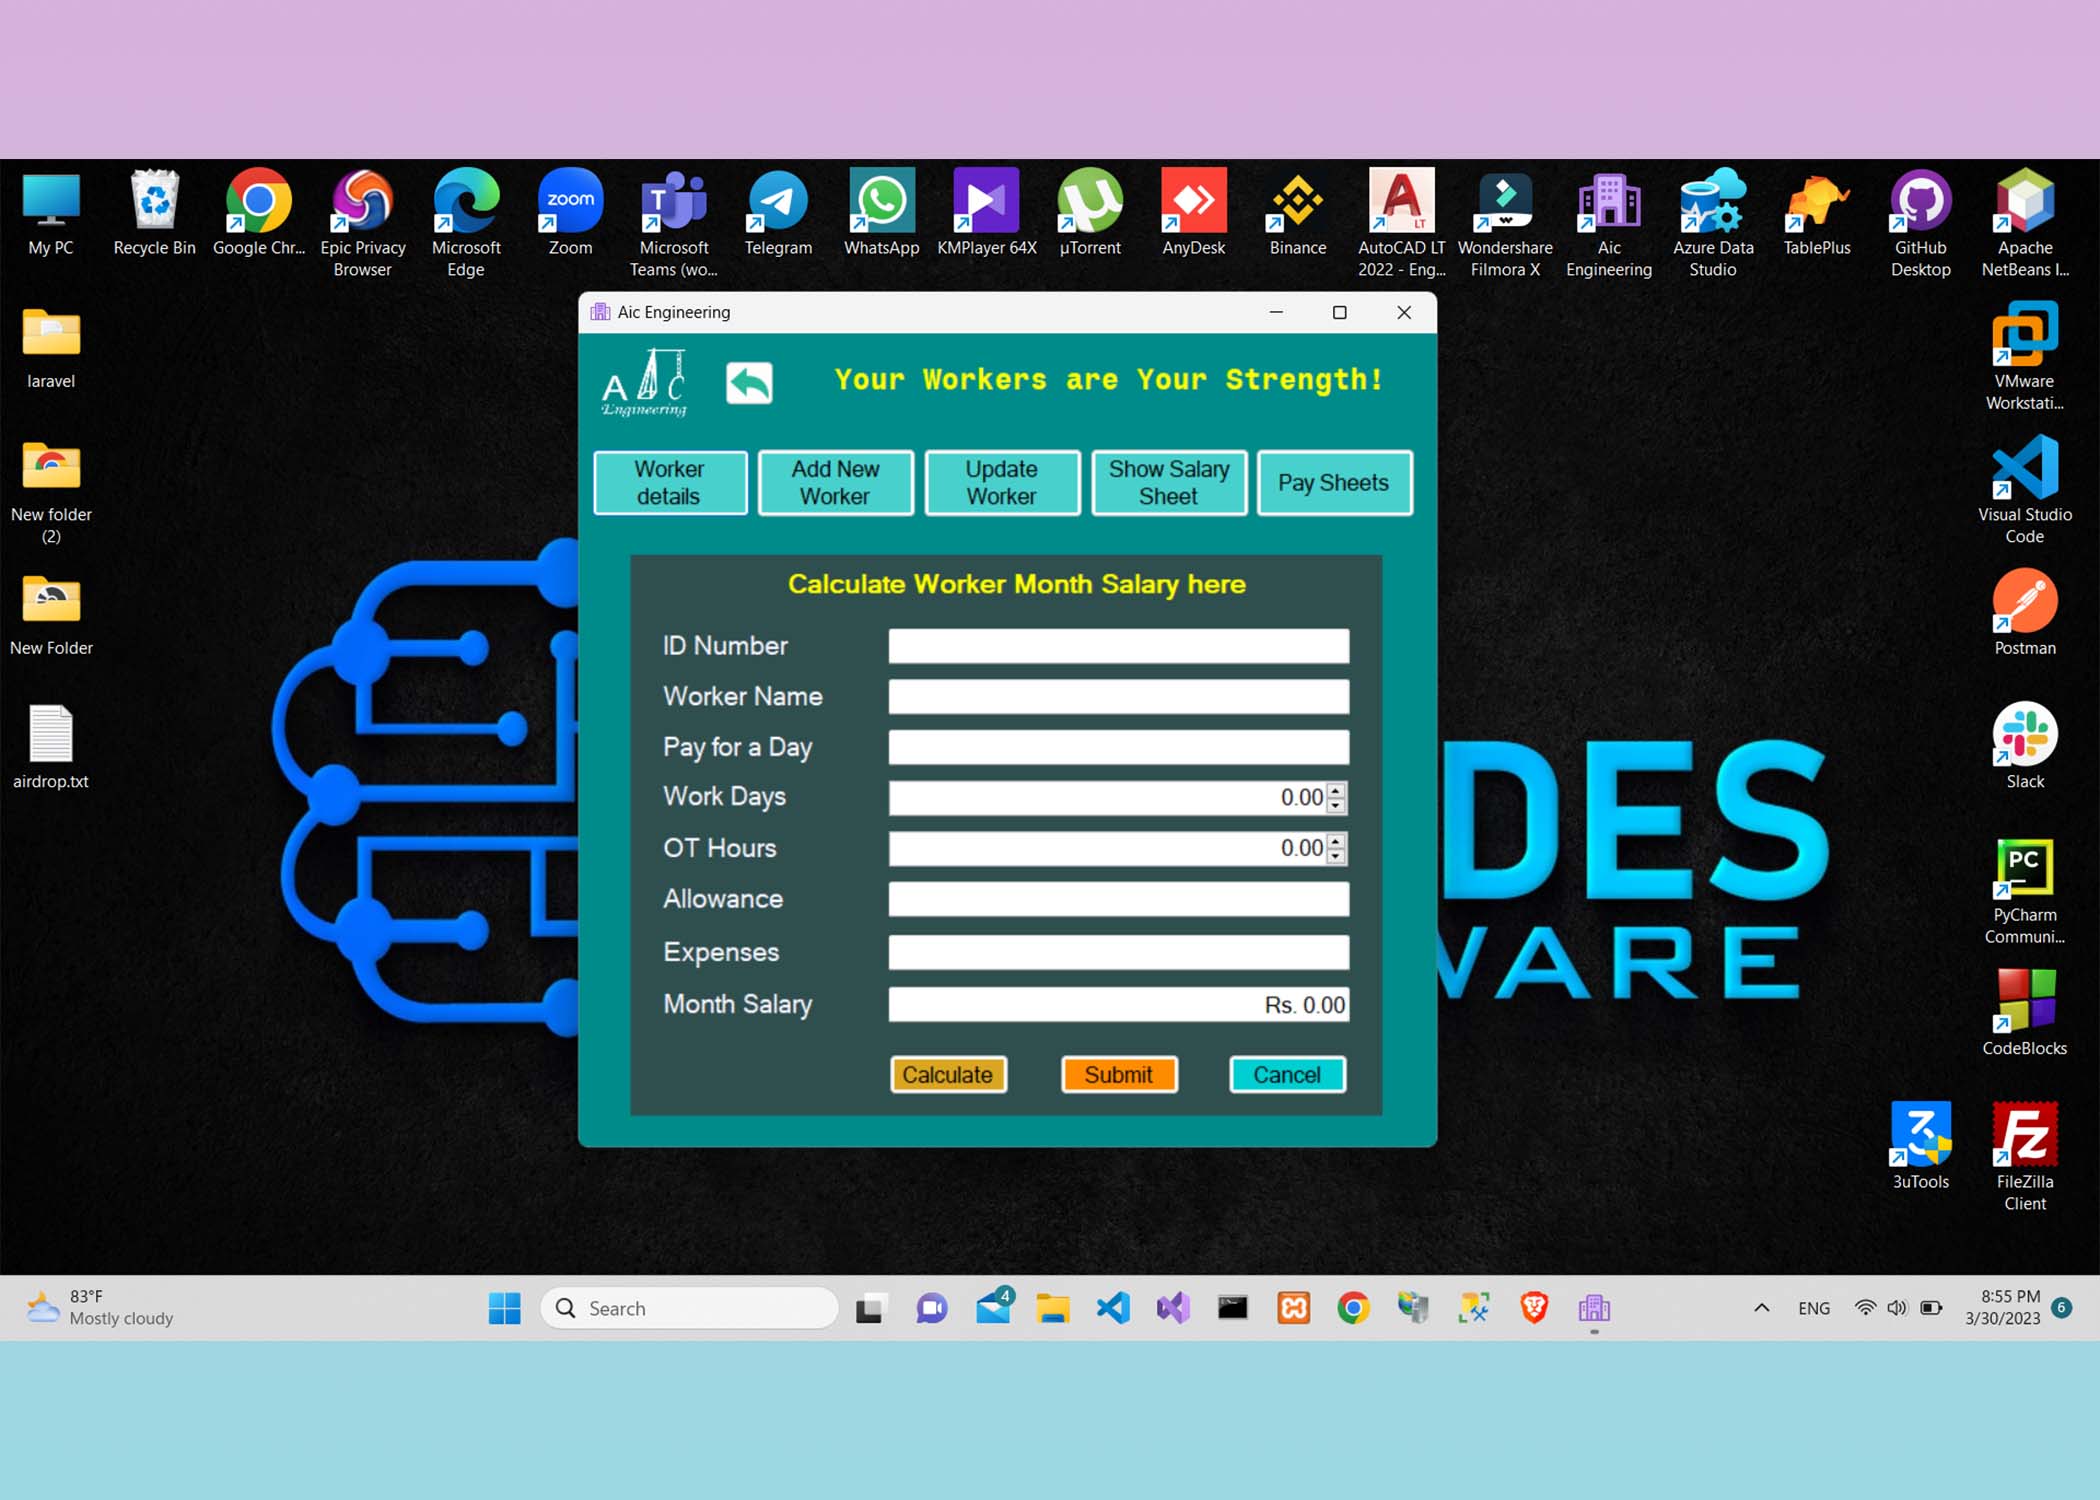 My PC
Recycle Bin
Google Chr...
Epic Privacy
Browser
Microsoft
Edge
zoom
Zoom
T
Microsoft
Teams (wo...
Telegram
WhatsApp
KMPlayer 64X
µ
µTorrent
AnyDesk
Binance
A
LT
AutoCAD LT
2022 - Eng...
Wondershare
Filmora X
Aic
Engineering
Azure Data
Studio
TablePlus
GitHub
Desktop
Apache
NetBeans I...
laravel
New folder
(2)
New Folder
airdrop.txt
Aic Engineering
A C
Engineering
Your Workers are Your Strength!
Worker
details
Add New
Worker
Update
Worker
Show Salary
Sheet
Pay Sheets
Calculate Worker Month Salary here
ID Number
Worker Name
Pay for a Day
Work Days
0.00
OT Hours
0.00
Allowance
Expenses
Month Salary
Rs. 0.00
Calculate
Submit
Cancel
DES
WARE
VMware
Workstati...
Visual Studio
Code
Postman
Slack
PC
PyCharm
Communi...
CodeBlocks
3
3uTools
Fz
FileZilla
Client
83°F
Mostly cloudy
Search
4
ENG
8:55 PM
3/30/2023
6